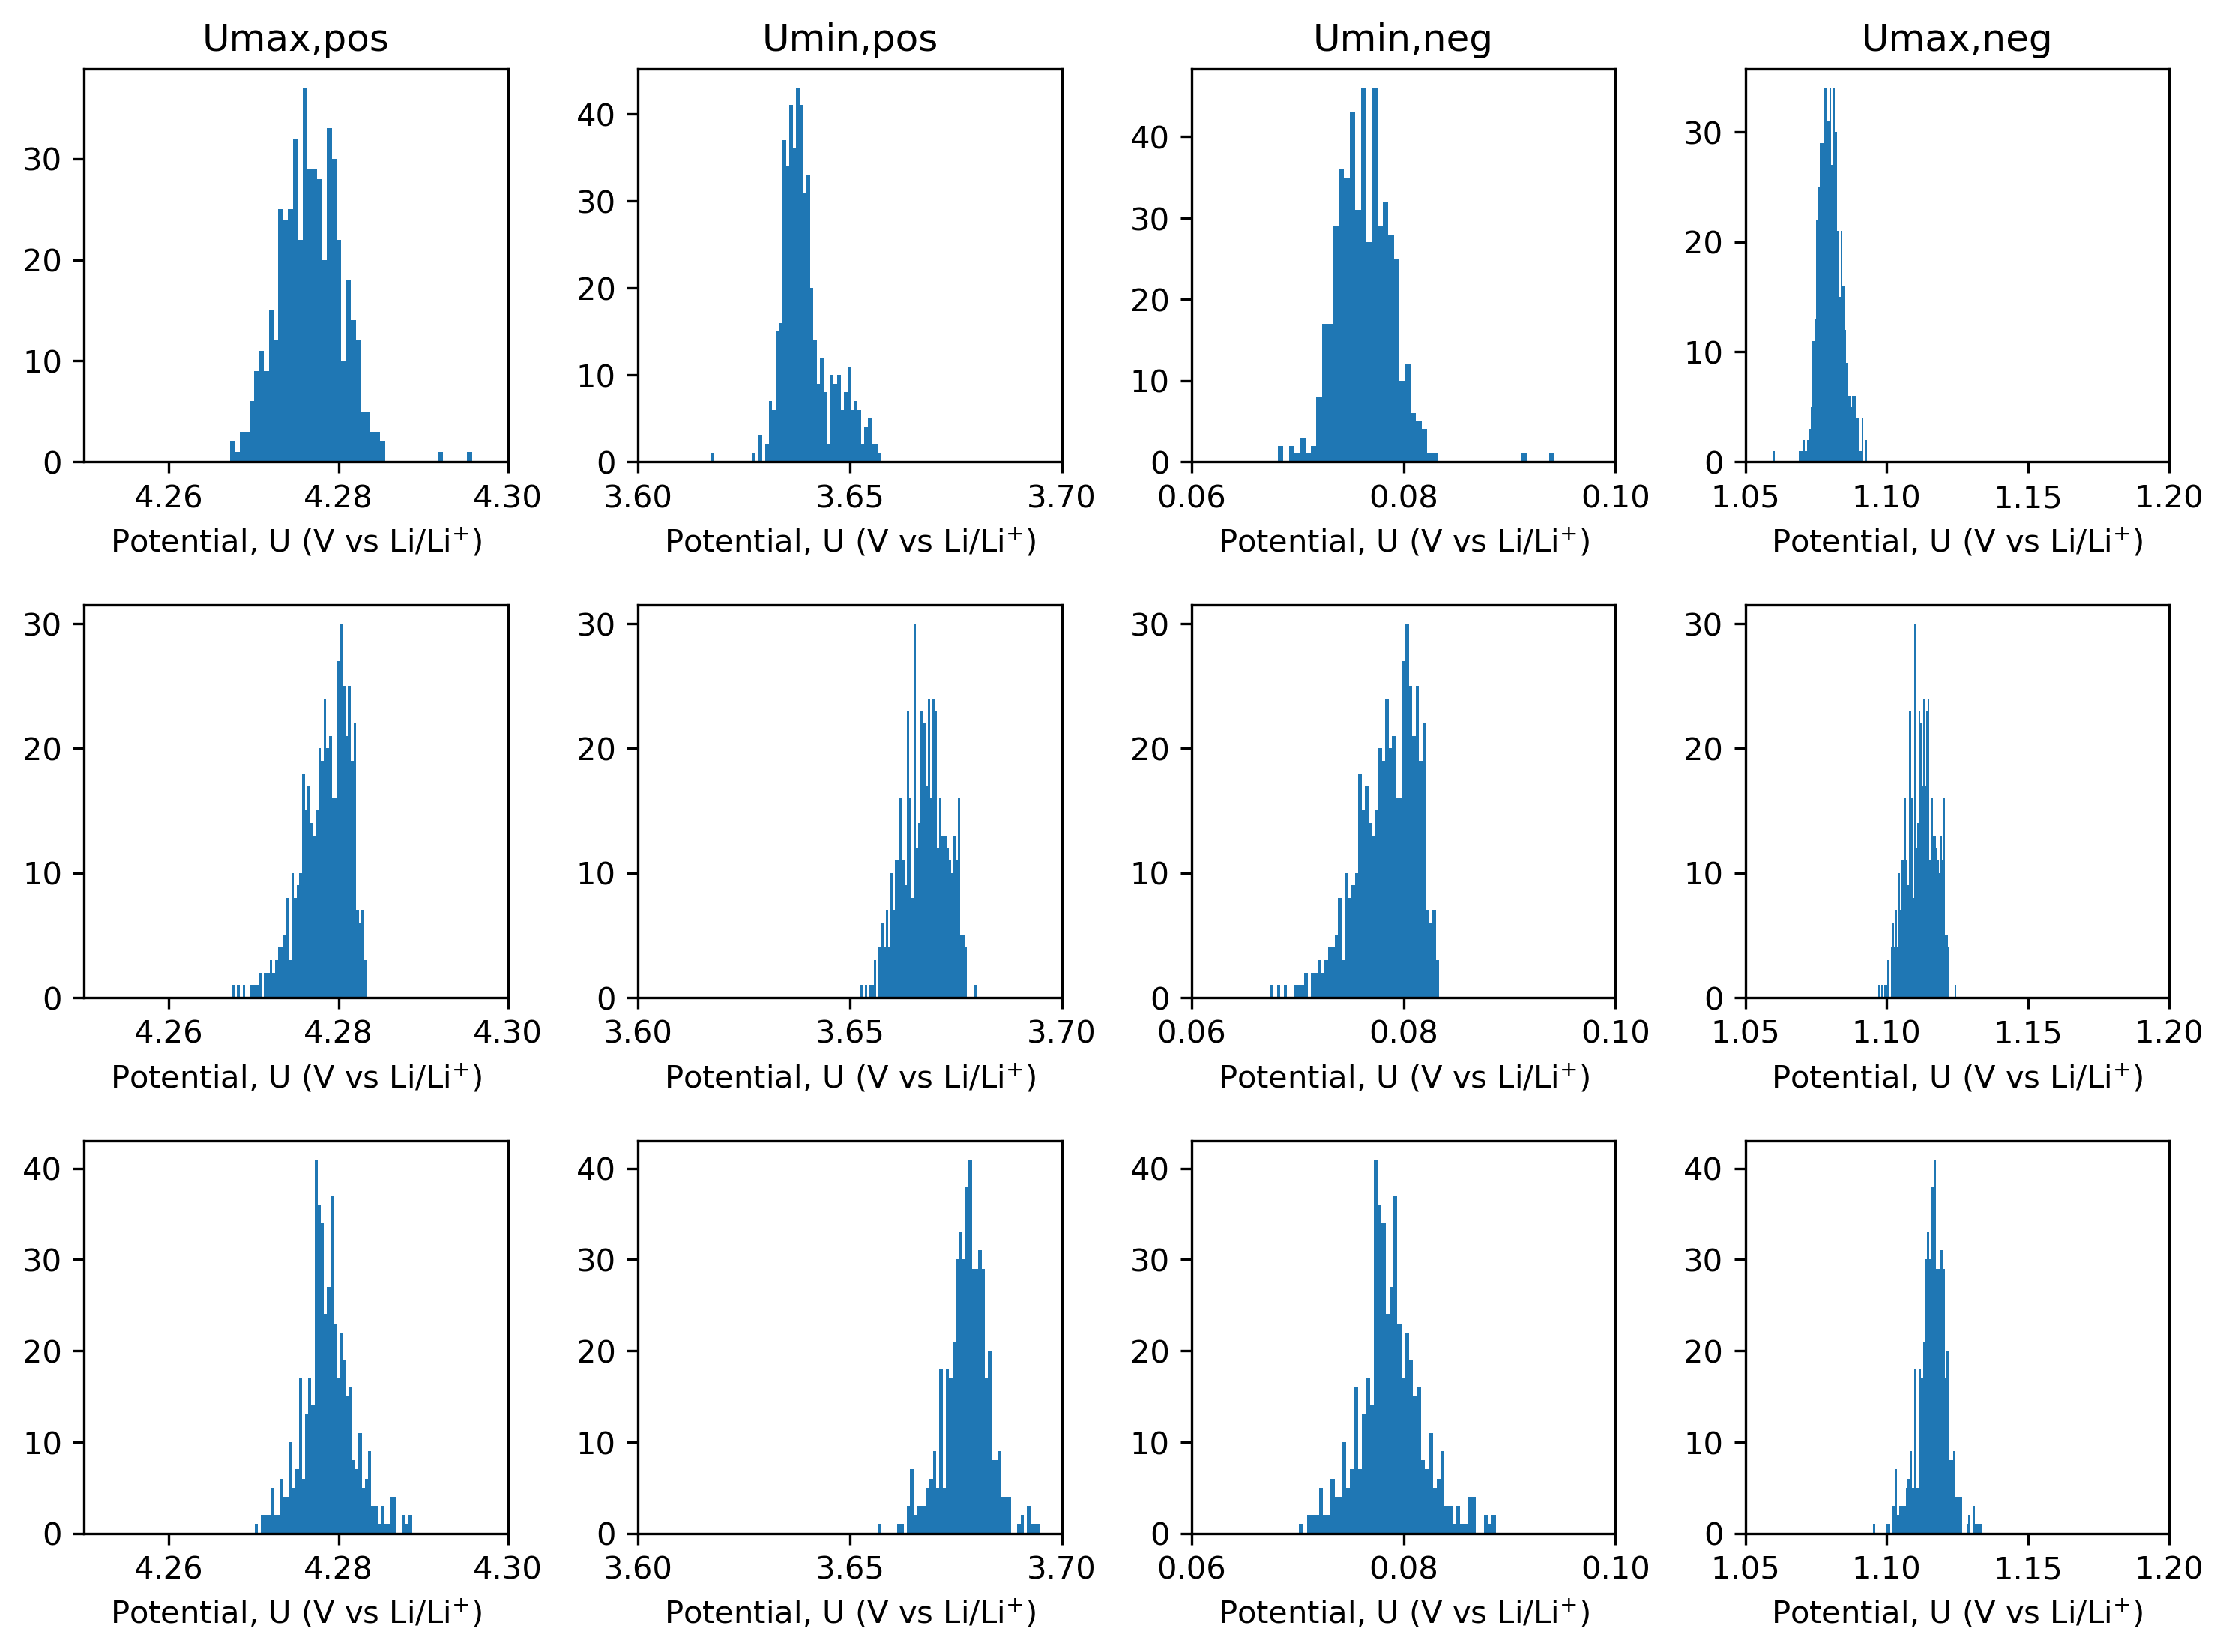 Umax,pos Umin,pos Umin,neg Umax,neg
30 40 40 30
20 30 30 20
10 20 20 10
0 10 10 0
0 0
4.26 4.28 4.30 3.60 3.65 3.70 0.06 0.08 0.10 1.05 1.10 1.15 1.20
Potential, U (V vs Li/Li⁺) Potential, U (V vs Li/Li⁺) Potential, U (V vs Li/Li⁺) Potential, U (V vs Li/Li⁺)
30 30 30 30
20 20 20 20
10 10 10 10
0 0 0 0
4.26 4.28 4.30 3.60 3.65 3.70 0.06 0.08 0.10 1.05 1.10 1.15 1.20
Potential, U (V vs Li/Li⁺) Potential, U (V vs Li/Li⁺) Potential, U (V vs Li/Li⁺) Potential, U (V vs Li/Li⁺)
40 40 40 40
30 30 30 30
20 20 20 20
10 10 10 10
0 0 0 0
4.26 4.28 4.30 3.60 3.65 3.70 0.06 0.08 0.10 1.05 1.10 1.15 1.20
Potential, U (V vs Li/Li⁺) Potential, U (V vs Li/Li⁺) Potential, U (V vs Li/Li⁺) Potential, U (V vs Li/Li⁺)